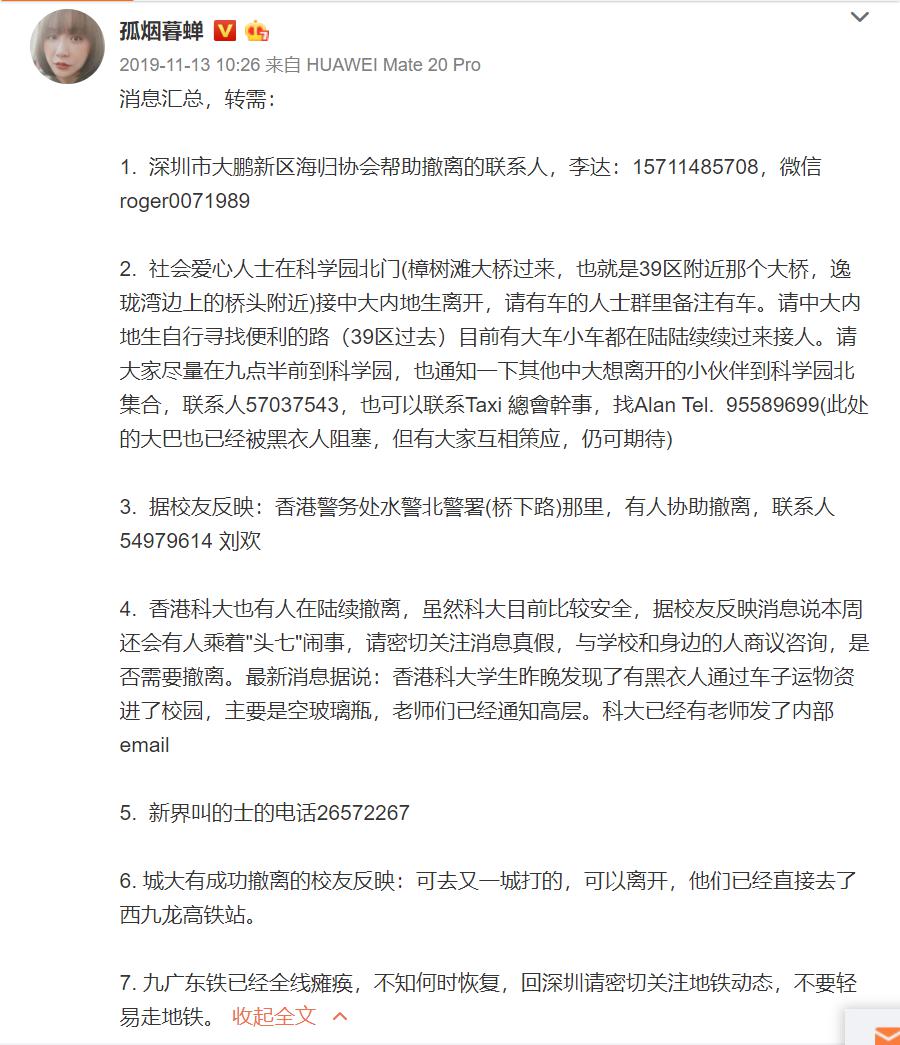 孤烟暮蝉
2019-11-13 10:26 来自 HUAWEI Mate 20 Pro
消息汇总，转需：
1. 深圳市大鹏新区海归协会帮助撤离的联系人，李达：15711485708，微信
roger0071989
2. 社会爱心人士在科学园北门(樟树滩大桥过来，也就是39区附近那个大桥，逸
珑湾边上的桥头附近)接中大内地生离开，请有车的人士群里备注有车。请中大内
地生自行寻找便利的路（39区过去）目前有大车小车都在陆陆续续过来接人。请
大家尽量在九点半前到科学园，也通知一下其他中大想离开的小伙伴到科学园北
集合，联系人57037543，也可以联系Taxi 總會幹事，找Alan Tel. 95589699(此处
的大巴也已经被黑衣人阻塞，但有大家互相策应，仍可期待)
3. 据校友反映：香港警务处水警北警署(桥下路)那里，有人协助撤离，联系人
54979614 刘欢
4. 香港科大也有人在陆续撤离，虽然科大目前比较安全，据校友反映消息说本周
还会有人乘着"头七"闹事，请密切关注消息真假，与学校和身边的人商议咨询，是
否需要撤离。最新消息据说：香港科大学生昨晚发现了有黑衣人通过车子运物资
进了校园，主要是空玻璃瓶，老师们已经通知高层。科大已经有老师发了内部
email
5. 新界叫的士的电话26572267
6. 城大有成功撤离的校友反映：可去又一城打的，可以离开，他们已经直接去了
西九龙高铁站。
7. 九广东铁已经全线瘫痪，不知何时恢复，回深圳请密切关注地铁动态，不要轻
易走地铁。 收起全文